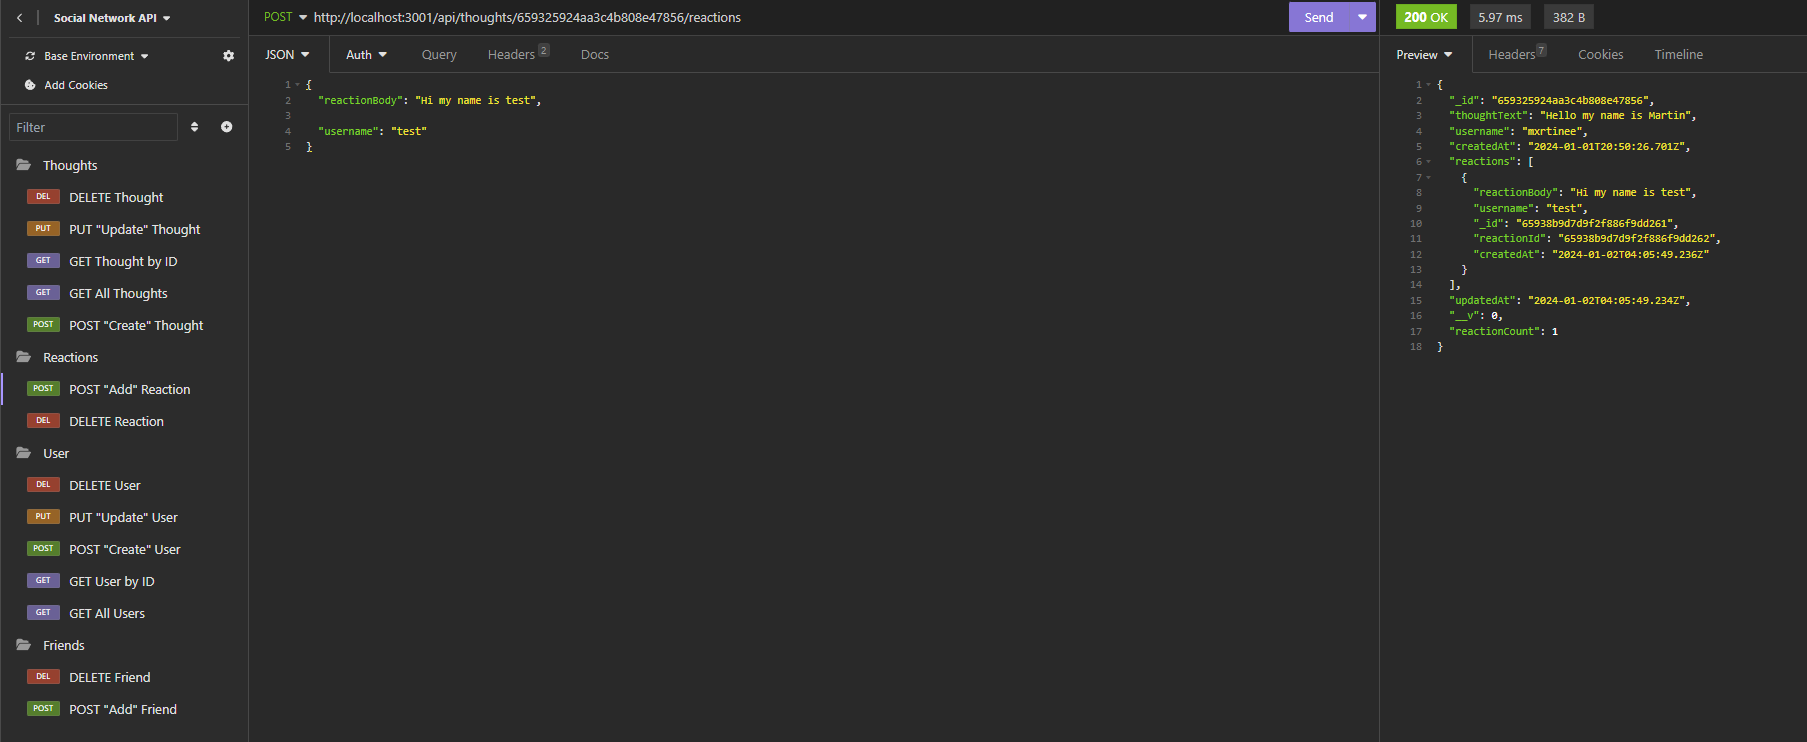 Social Network API
Base Environment
Add Cookies
Filter
Thoughts
DEL DELETE Thought
PUT PUT "Update" Thought
GET GET Thought by ID
GET GET All Thoughts
POST POST "Create" Thought
Reactions
POST POST "Add" Reaction
DEL DELETE Reaction
User
DEL DELETE User
PUT PUT "Update" User
POST POST "Create" User
GET GET User by ID
GET GET All Users
Friends
DEL DELETE Friend
POST POST "Add" Friend
POST http://localhost:3001/api/thoughts/659325924aa3c4b808e47856/reactions Send
JSON Auth Query Headers 2 Docs
1 {
2 "reactionBody": "Hi my name is test",
3
4 "username": "test"
5 }
200 OK 5.97 ms 382 B
Preview Headers 7 Cookies Timeline
1 {
2 "_id": "659325924aa3c4b808e47856",
3 "thoughtText": "Hello my name is Martin",
4 "username": "mxrtinee",
5 "createdAt": "2024-01-01T20:50:26.701Z",
6 "reactions": [
7 {
8 "reactionBody": "Hi my name is test",
9 "username": "test",
10 "_id": "65938b9d7d9f2f886f9dd261",
11 "reactionId": "65938b9d7d9f2f886f9dd262",
12 "createdAt": "2024-01-02T04:05:49.236Z"
13 }
14 ],
15 "updatedAt": "2024-01-02T04:05:49.234Z",
16 "__v": 0,
17 "reactionCount": 1
18 }